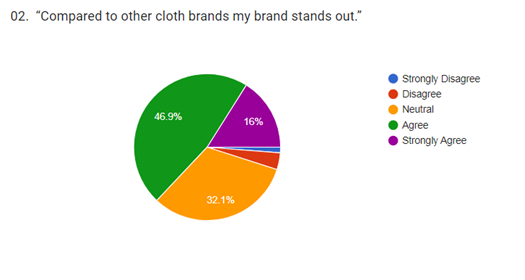 02. “Compared to other cloth brands my brand stands out.”
Strongly Disagree
Disagree
Neutral
Agree
Strongly Agree
46.9%
16%
32.1%